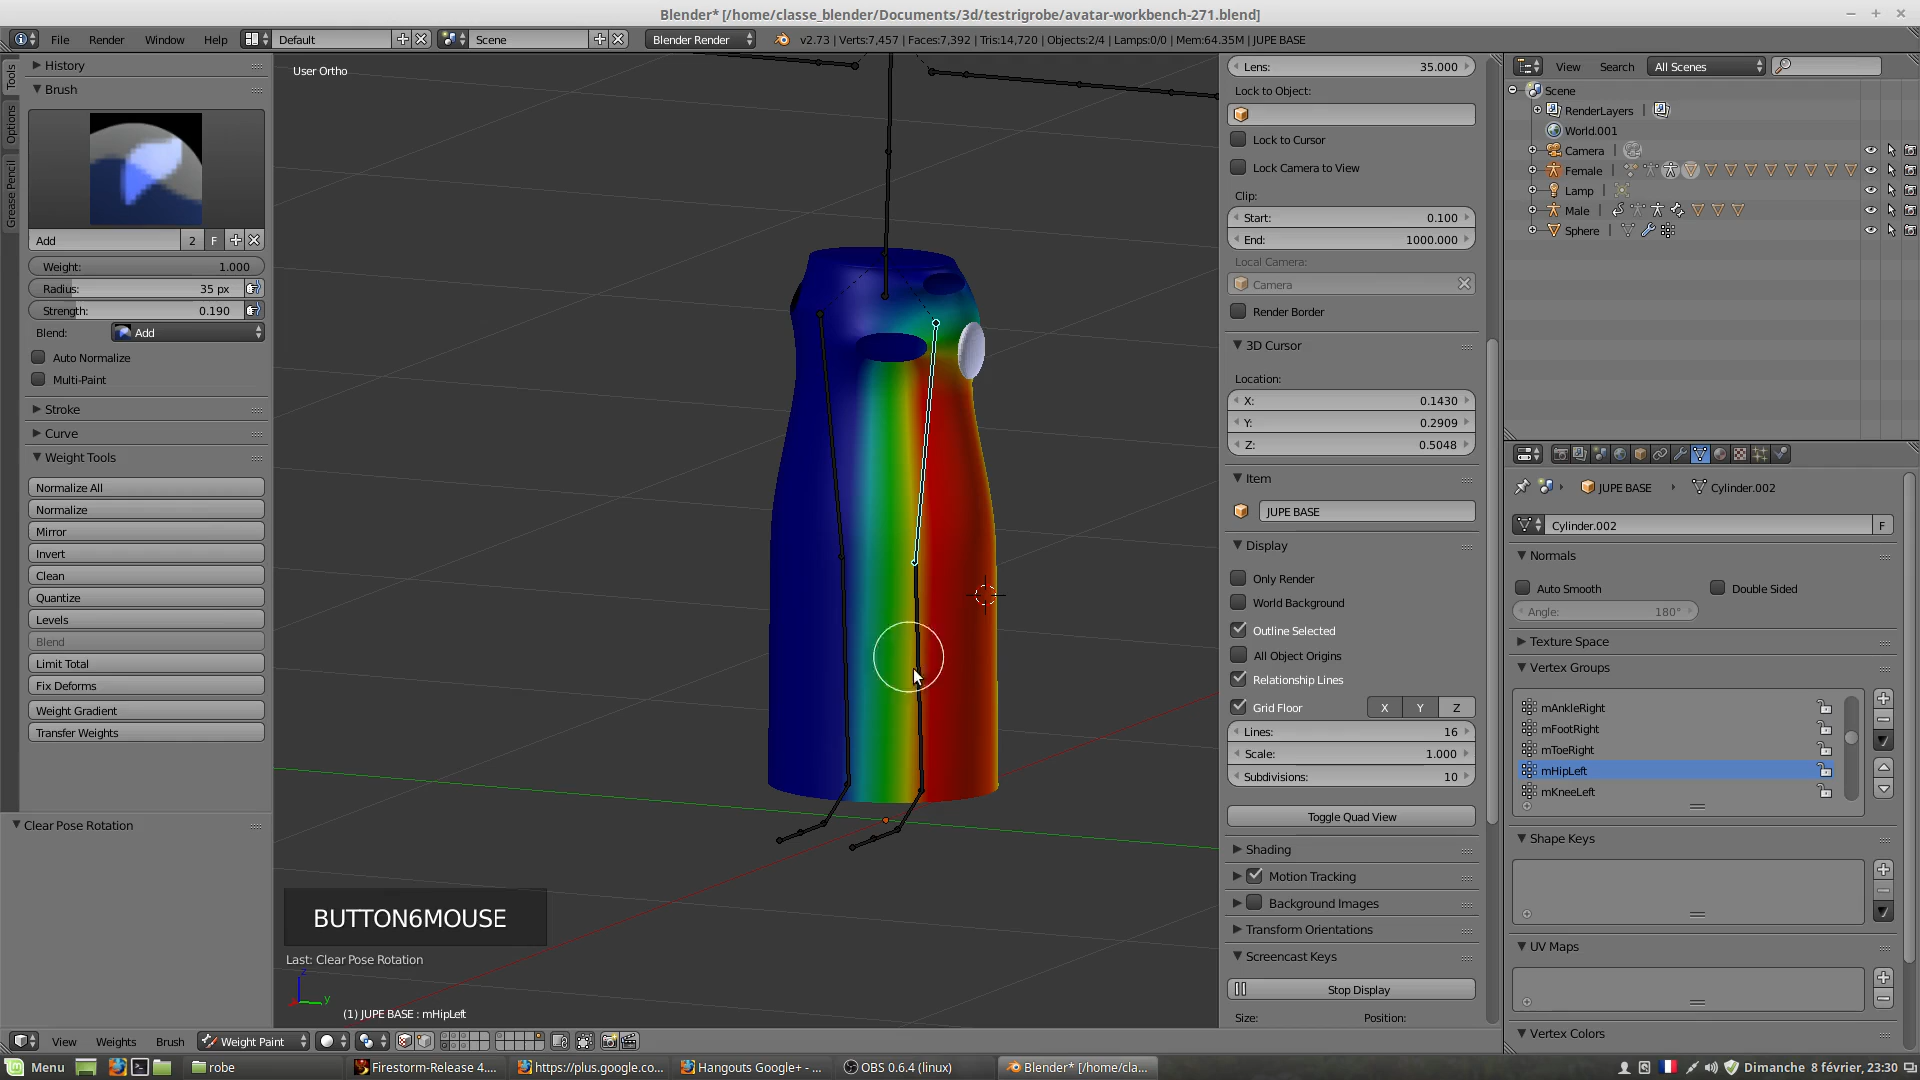 Blender* [/home/classe_blender/Documents/3d/testrigrobe/avatar-workbench-271.blend]
File Render Window Help Default Scene Blender Render v2.73 | Verts:7,457 | Faces:7,392 | Tris:14,720 | Objects:2/4 | Lamps:0/0 | Mem:64.35M | JUPE BASE
Tools
Options
Grease Pencil
History
Brush
Add 2 F
Weight: 1.000
Radius: 35 px
Strength: 0.190
Blend: Add
Auto Normalize
Multi-Paint
Stroke
Curve
Weight Tools
Normalize All
Normalize
Mirror
Invert
Clean
Quantize
Levels
Blend
Limit Total
Fix Deforms
Weight Gradient
Transfer Weights
Clear Pose Rotation
User Ortho
BUTTON6MOUSE
Last: Clear Pose Rotation
z
y
(1) JUPE BASE : mHipLeft
View Weights Brush Weight Paint
Lens: 35.000
Lock to Object:
Lock to Cursor
Lock Camera to View
Clip:
Start: 0.100
End: 1000.000
Local Camera:
Camera
Render Border
3D Cursor
Location:
X: 0.1430
Y: 0.2909
Z: 0.5048
Item
JUPE BASE
Display
Only Render
World Background
Outline Selected
All Object Origins
Relationship Lines
Grid Floor X Y Z
Lines: 16
Scale: 1.000
Subdivisions: 10
Toggle Quad View
Shading
Motion Tracking
Background Images
Transform Orientations
Screencast Keys
Stop Display
Size: Position:
View Search All Scenes
Scene
RenderLayers
World.001
Camera
Female
Lamp
Male
Sphere
JUPE BASE Cylinder.002
Cylinder.002 F
Normals
Auto Smooth Double Sided
Angle: 180°
Texture Space
Vertex Groups
mAnkleRight
mFootRight
mToeRight
mHipLeft
mKneeLeft
Shape Keys
UV Maps
Vertex Colors
Menu robe Firestorm-Release 4.... https://plus.google.co... Hangouts Google+ - ... OBS 0.6.4 (linux) Blender* [/home/cla... Dimanche 8 février, 23:30